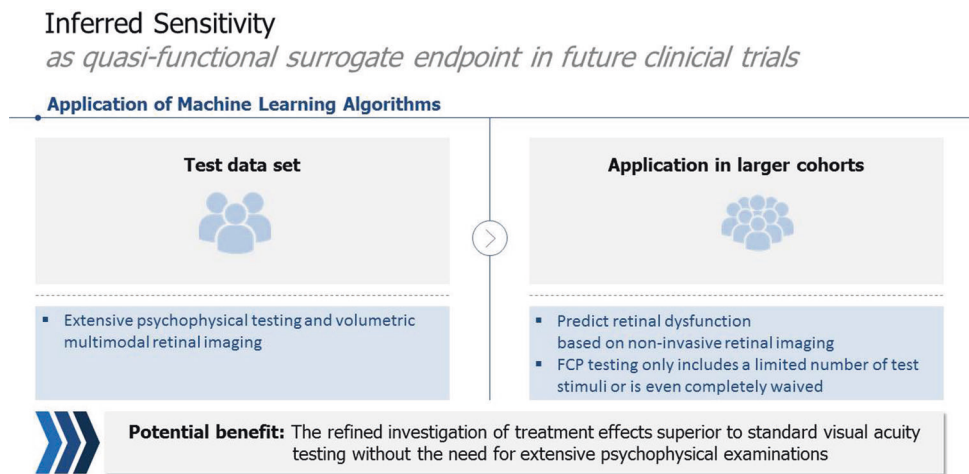 Inferred Sensitivity
as quasi-functional surrogate endpoint in future clinicial trials
Application of Machine Learning Algorithms
Test data set
Application in larger cohorts
▪ Extensive psychophysical testing and volumetric
multimodal retinal imaging
▪ Predict retinal dysfunction
based on non-invasive retinal imaging
▪ FCP testing only includes a limited number of test
stimuli or is even completely waived
Potential benefit: The refined investigation of treatment effects superior to standard visual acuity
testing without the need for extensive psychophysical examinations